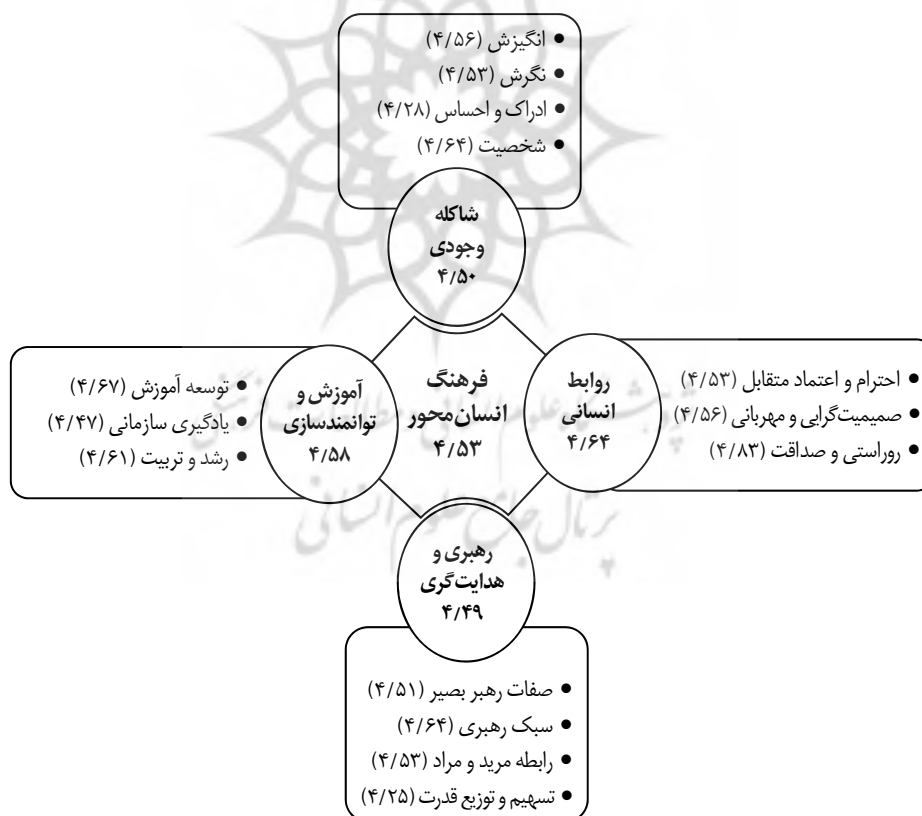 ● انگیزش (۴/۵۶)
● نگرش (۴/۵۳)
● ادراک و احساس (۴/۲۸)
● شخصیت (۴/۶۴)
شاکله
وجودی
۴/۵۰
● احترام و اعتماد متقابل (۴/۵۳)
● صمیمیت‌گرایی و مهربانی (۴/۵۶)
● روراستی و صداقت (۴/۸۳)
روابط
انسانی
۴/۶۴
فرهنگ
انسان‌محور
۴/۵۳
آموزش و
توانمندسازی
۴/۵۸
● توسعه آموزش (۴/۶۷)
● یادگیری سازمانی (۴/۴۷)
● رشد و تربیت (۴/۶۱)
رهبری و
هدایت‌گری
۴/۴۹
● صفات رهبر بصیر (۴/۵۱)
● سبک رهبری (۴/۶۴)
● رابطه مرید و مراد (۴/۵۳)
● تسهیم و توزیع قدرت (۴/۲۵)
پرتال جامع علوم انسانی